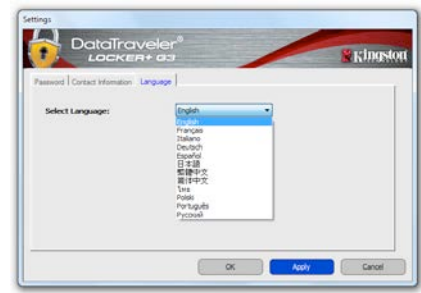 Settings
DataTraveler®
LOCKER+ G3
Kingston
Password Contact Information Language
Select Language:
English
English
Français
Italiano
Deutsch
Español
日本語
繁體中文
简体中文
ไทย
Polski
Português
Русский
OK Apply Cancel